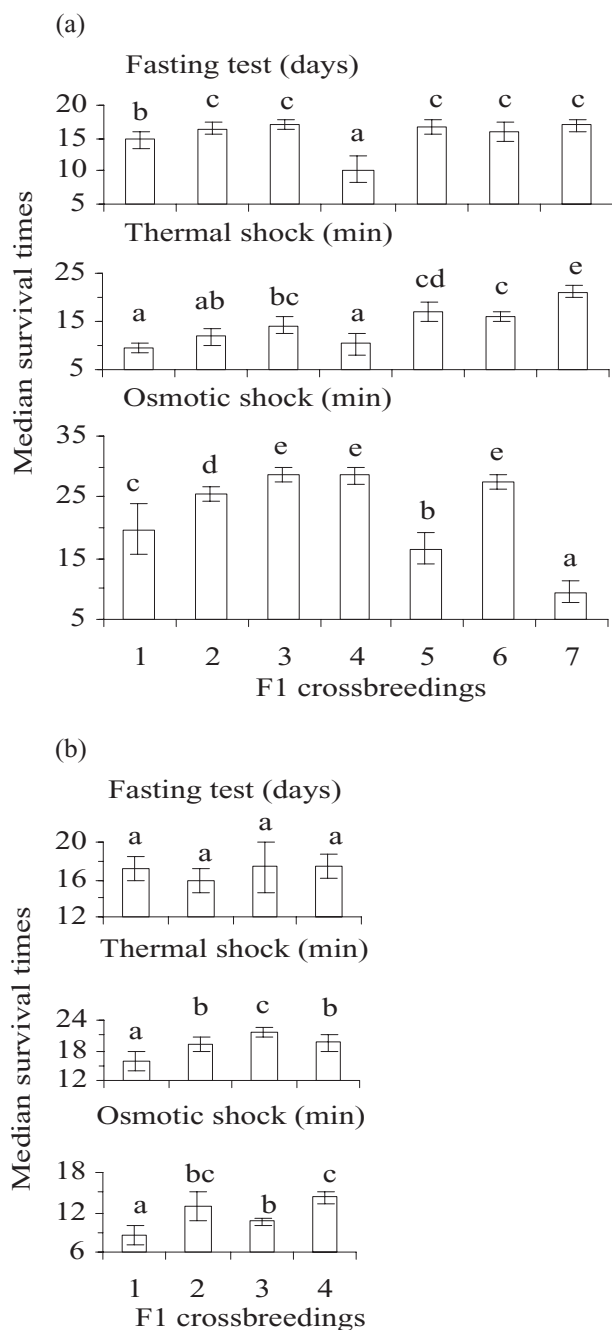 (a)
Fasting test (days)
20
15
10
5
b c c a c c c
Thermal shock (min)
25
15
5
a ab bc a cd c e
Osmotic shock (min)
35
25
15
5
c d e e b e a
1 2 3 4 5 6 7
F1 crossbreedings
Median survival times
(b)
Fasting test (days)
20
16
12
a a a a
Thermal shock (min)
24
18
12
a b c b
Osmotic shock (min)
18
12
6
a bc b c
1 2 3 4
F1 crossbreedings
Median survival times